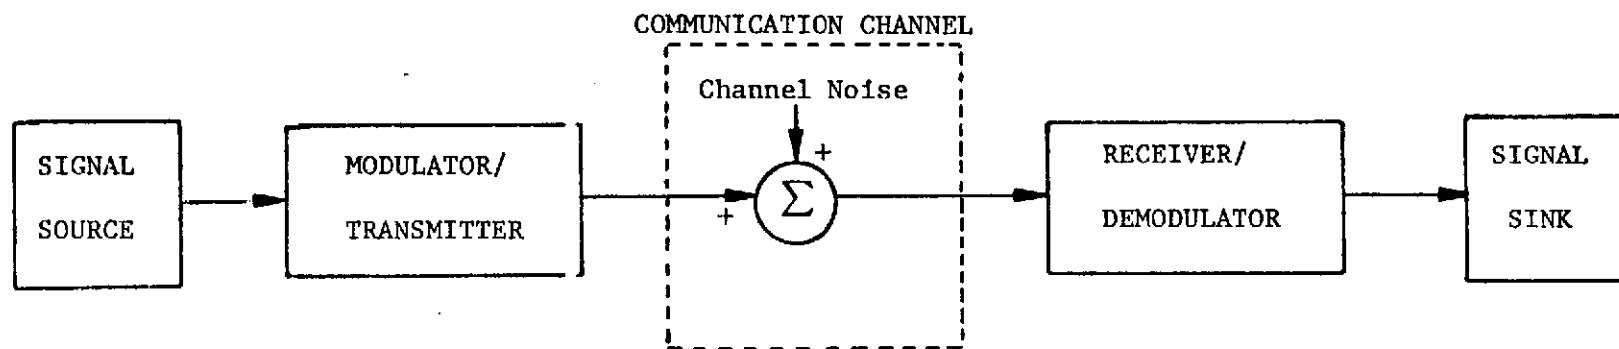 COMMUNICATION CHANNEL
Channel Noise
+
+
Σ
SIGNAL
SOURCE
MODULATOR/
TRANSMITTER
RECEIVER/
DEMODULATOR
SIGNAL
SINK